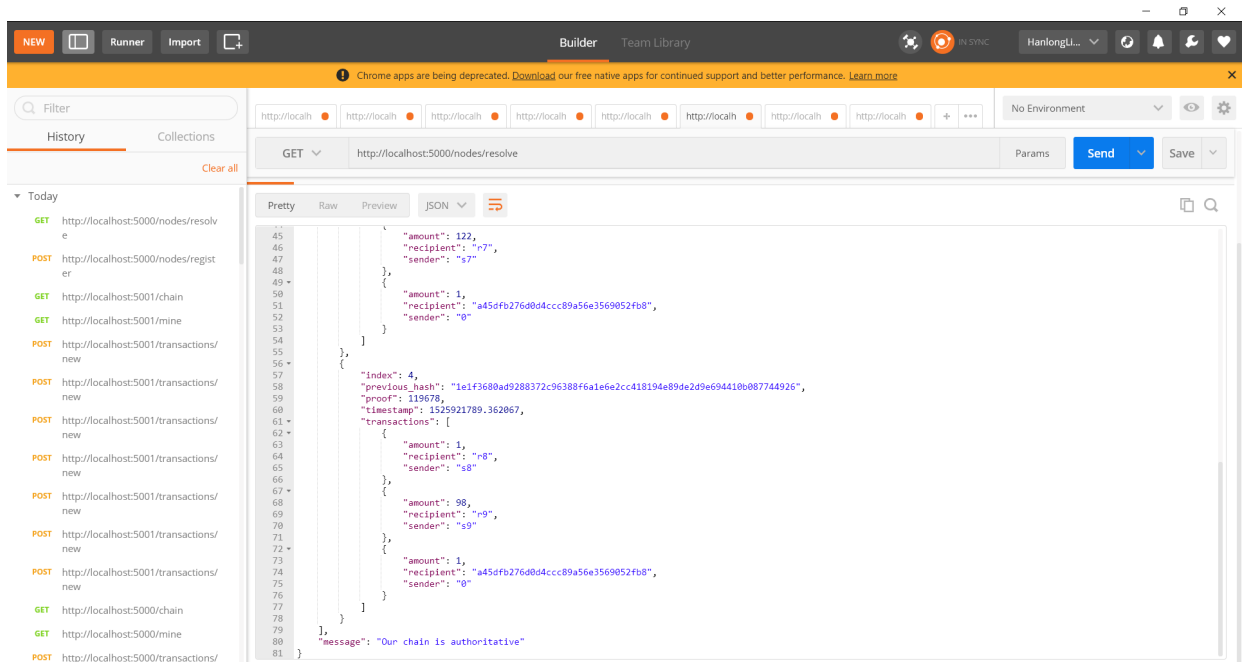 NEW Runner Import Builder Team Library IN SYNC HanlongLi...
Chrome apps are being deprecated. Download our free native apps for continued support and better performance. Learn more
Filter
History Collections
Clear all
Today
GET http://localhost:5000/nodes/resolv
e
POST http://localhost:5000/nodes/regist
er
GET http://localhost:5001/chain
GET http://localhost:5001/mine
POST http://localhost:5001/transactions/
new
POST http://localhost:5001/transactions/
new
POST http://localhost:5001/transactions/
new
POST http://localhost:5001/transactions/
new
POST http://localhost:5001/transactions/
new
POST http://localhost:5001/transactions/
new
POST http://localhost:5001/transactions/
new
GET http://localhost:5000/chain
GET http://localhost:5000/mine
POST http://localhost:5000/transactions/
http://localh http://localh http://localh http://localh http://localh http://localh http://localh http://localh + •••
No Environment
GET http://localhost:5000/nodes/resolve Params Send Save
Pretty Raw Preview JSON
44 {
45 "amount": 122,
46 "recipient": "r7",
47 "sender": "s7"
48 },
49 {
50 "amount": 1,
51 "recipient": "a45dfb276d0d4ccc89a56e3569052fb8",
52 "sender": "0"
53 }
54 ]
55 },
56 {
57 "index": 4,
58 "previous_hash": "1e1f3680ad9288372c96388f6a1e6e2cc418194e89de2d9e694410b087744926",
59 "proof": 119678,
60 "timestamp": 1525921789.362067,
61 "transactions": [
62 {
63 "amount": 1,
64 "recipient": "r8",
65 "sender": "s8"
66 },
67 {
68 "amount": 98,
69 "recipient": "r9",
70 "sender": "s9"
71 },
72 {
73 "amount": 1,
74 "recipient": "a45dfb276d0d4ccc89a56e3569052fb8",
75 "sender": "0"
76 }
77 ]
78 }
79 ],
80 "message": "Our chain is authoritative"
81 }